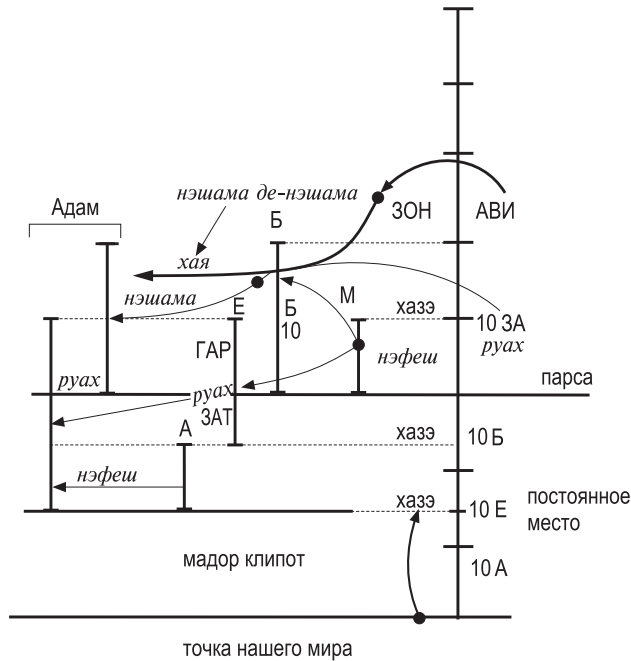 нэшама де-нэшама
Адам
Б
ЗОН
АВИ
хая
нэшама
Е
Б
10
М
хазэ
10 ЗА
руах
ГАР
нэфеш
руах
руах
парса
ЗАТ
А
хазэ
10 Б
нэфеш
хазэ
10 Е
постоянное
место
мадор клипот
10 А
точка нашего мира